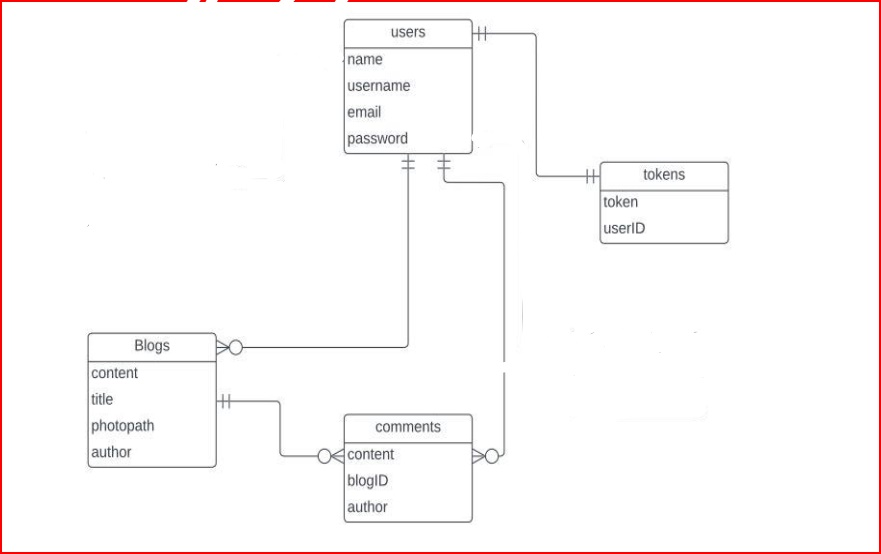 users
name
username
email
password
tokens
token
userID
Blogs
content
title
photopath
author
comments
content
blogID
author